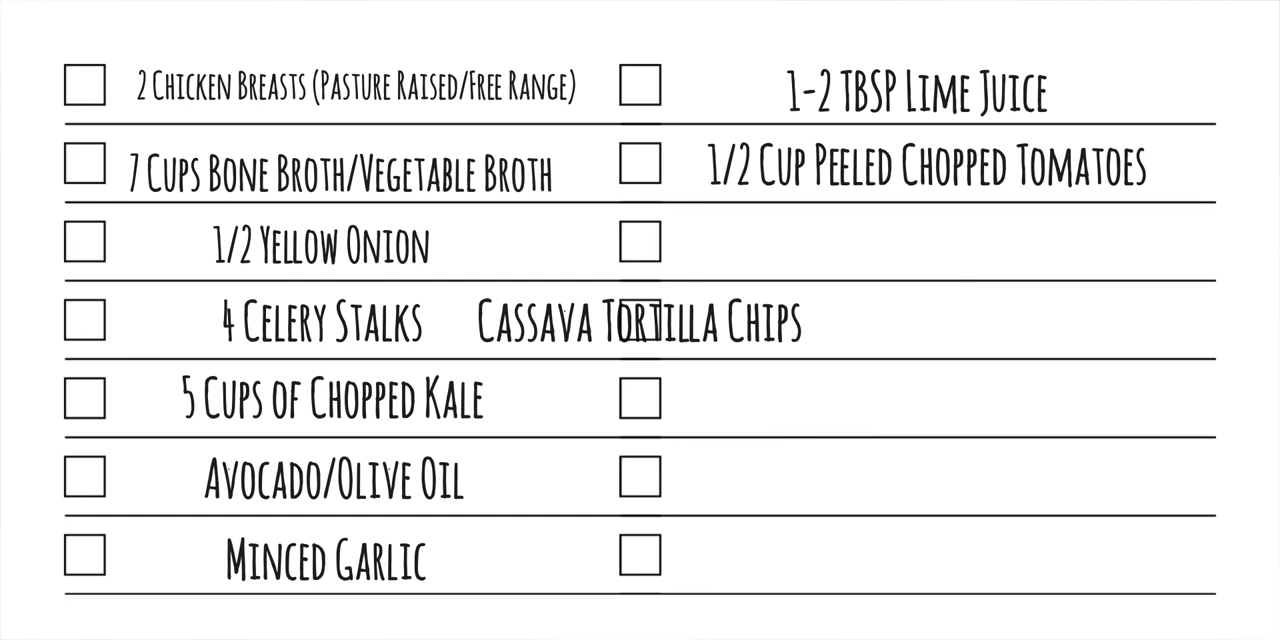 2 Chicken Breasts (Pasture Raised/Free Range)
7 Cups Bone Broth/Vegetable Broth
1/2 Yellow Onion
4 Celery Stalks
5 Cups of Chopped Kale
Avocado/Olive Oil
Minced Garlic
1-2 TBSP Lime Juice
1/2 Cup Peeled Chopped Tomatoes
Cassava Tortilla Chips